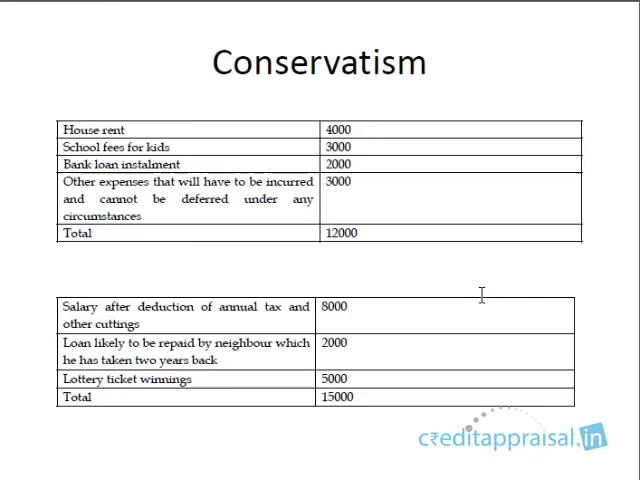 Conservatism
House rent 4000
School fees for kids 3000
Bank loan instalment 2000
Other expenses that will have to be incurred 3000
and cannot be deferred under any
circumstances
Total 12000
Salary after deduction of annual tax and 8000
other cuttings
Loan likely to be repaid by neighbour which 2000
he has taken two years back
Lottery ticket winnings 5000
Total 15000
c₹editappraisal.in